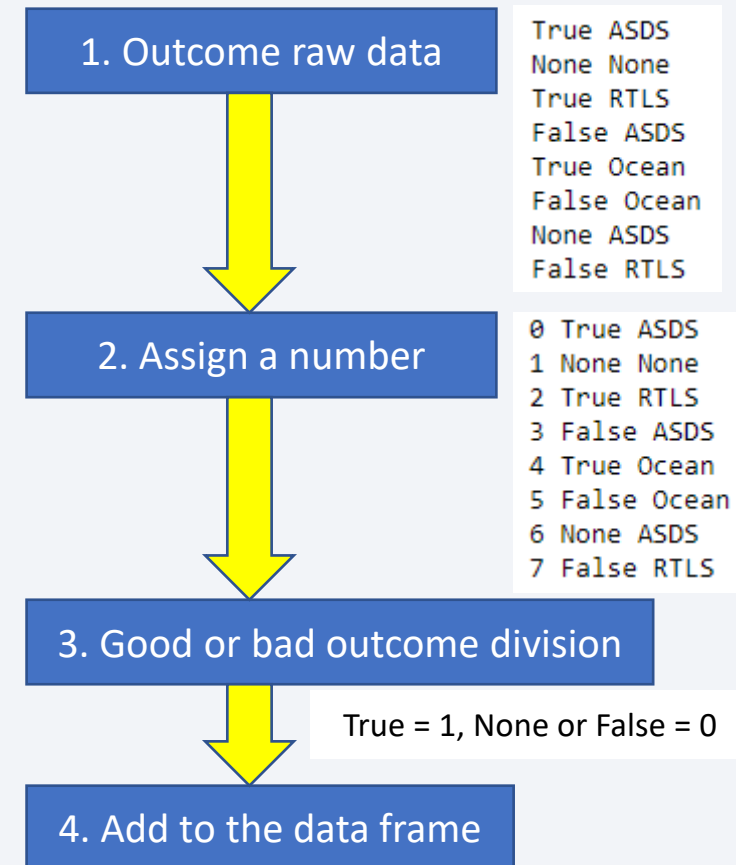 1. Outcome raw data
True ASDS
None None
True RTLS
False ASDS
True Ocean
False Ocean
None ASDS
False RTLS
2. Assign a number
0 True ASDS
1 None None
2 True RTLS
3 False ASDS
4 True Ocean
5 False Ocean
6 None ASDS
7 False RTLS
3. Good or bad outcome division
True = 1, None or False = 0
4. Add to the data frame